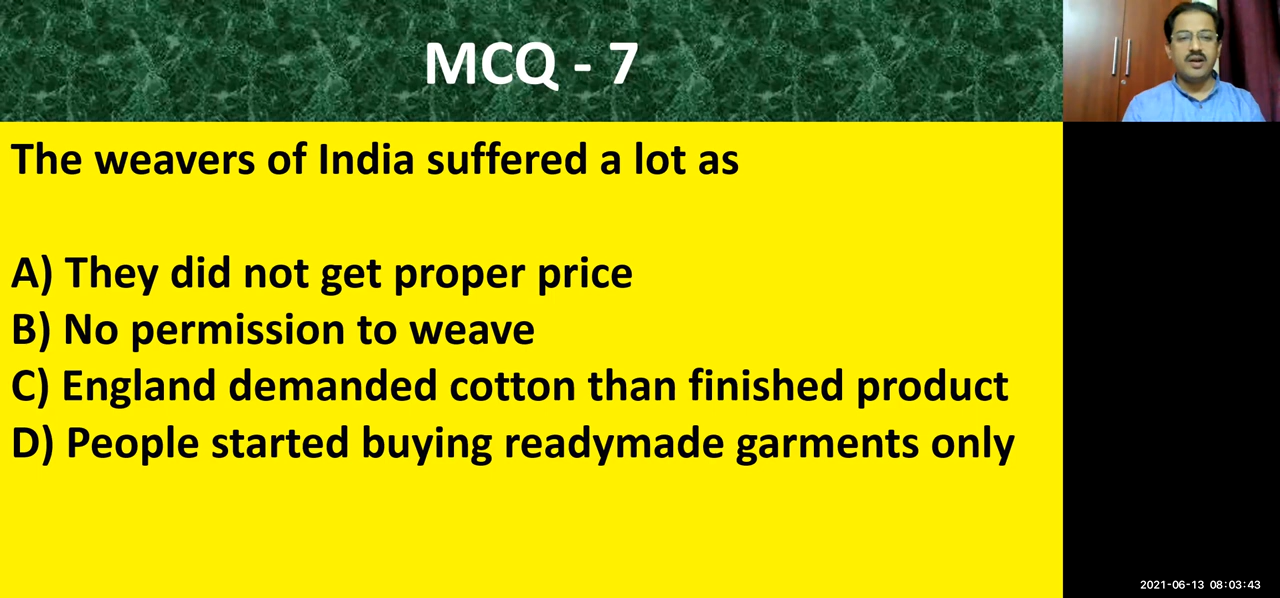 MCQ - 7
The weavers of India suffered a lot as
A) They did not get proper price
B) No permission to weave
C) England demanded cotton than finished product
D) People started buying readymade garments only
2021-06-13 08:03:43